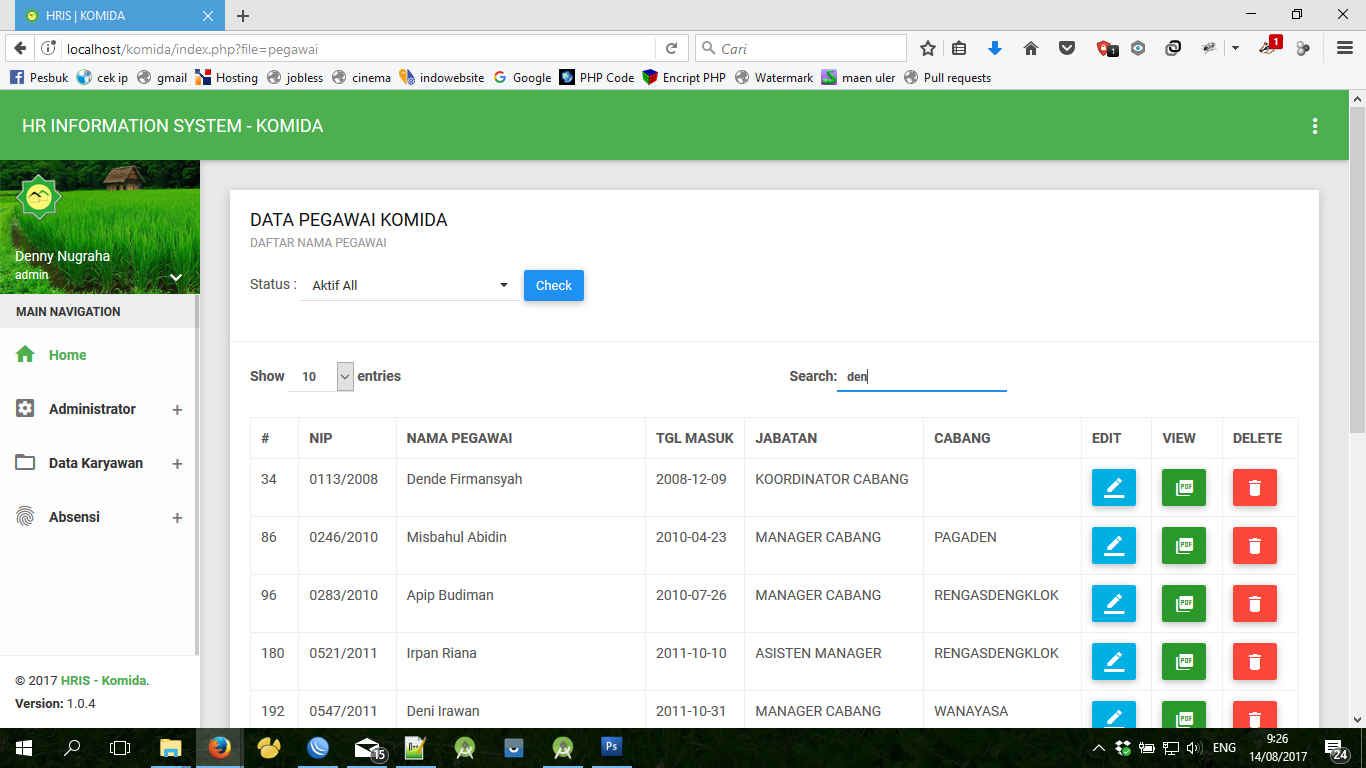 HRIS | KOMIDA
localhost/komida/index.php?file=pegawai
Cari
1
1
Pesbuk cek ip gmail Hosting jobless cinema indowebsite Google PHP Code Encript PHP Watermark maen uler Pull requests
HR INFORMATION SYSTEM - KOMIDA
Denny Nugraha
admin
MAIN NAVIGATION
Home
Administrator
Data Karyawan
Absensi
© 2017 HRIS - Komida.
Version: 1.0.4
DATA PEGAWAI KOMIDA
DAFTAR NAMA PEGAWAI
Status : Aktif All Check
Show 10 entries Search: den
# NIP NAMA PEGAWAI TGL MASUK JABATAN CABANG EDIT VIEW DELETE
34 0113/2008 Dende Firmansyah 2008-12-09 KOORDINATOR CABANG PDF
86 0246/2010 Misbahul Abidin 2010-04-23 MANAGER CABANG PAGADEN PDF
96 0283/2010 Apip Budiman 2010-07-26 MANAGER CABANG RENGASDENGKLOK PDF
180 0521/2011 Irpan Riana 2011-10-10 ASISTEN MANAGER RENGASDENGKLOK PDF
192 0547/2011 Deni Irawan 2011-10-31 MANAGER CABANG WANAYASA PDF
15
Ps
ENG
9:26
14/08/2017
24